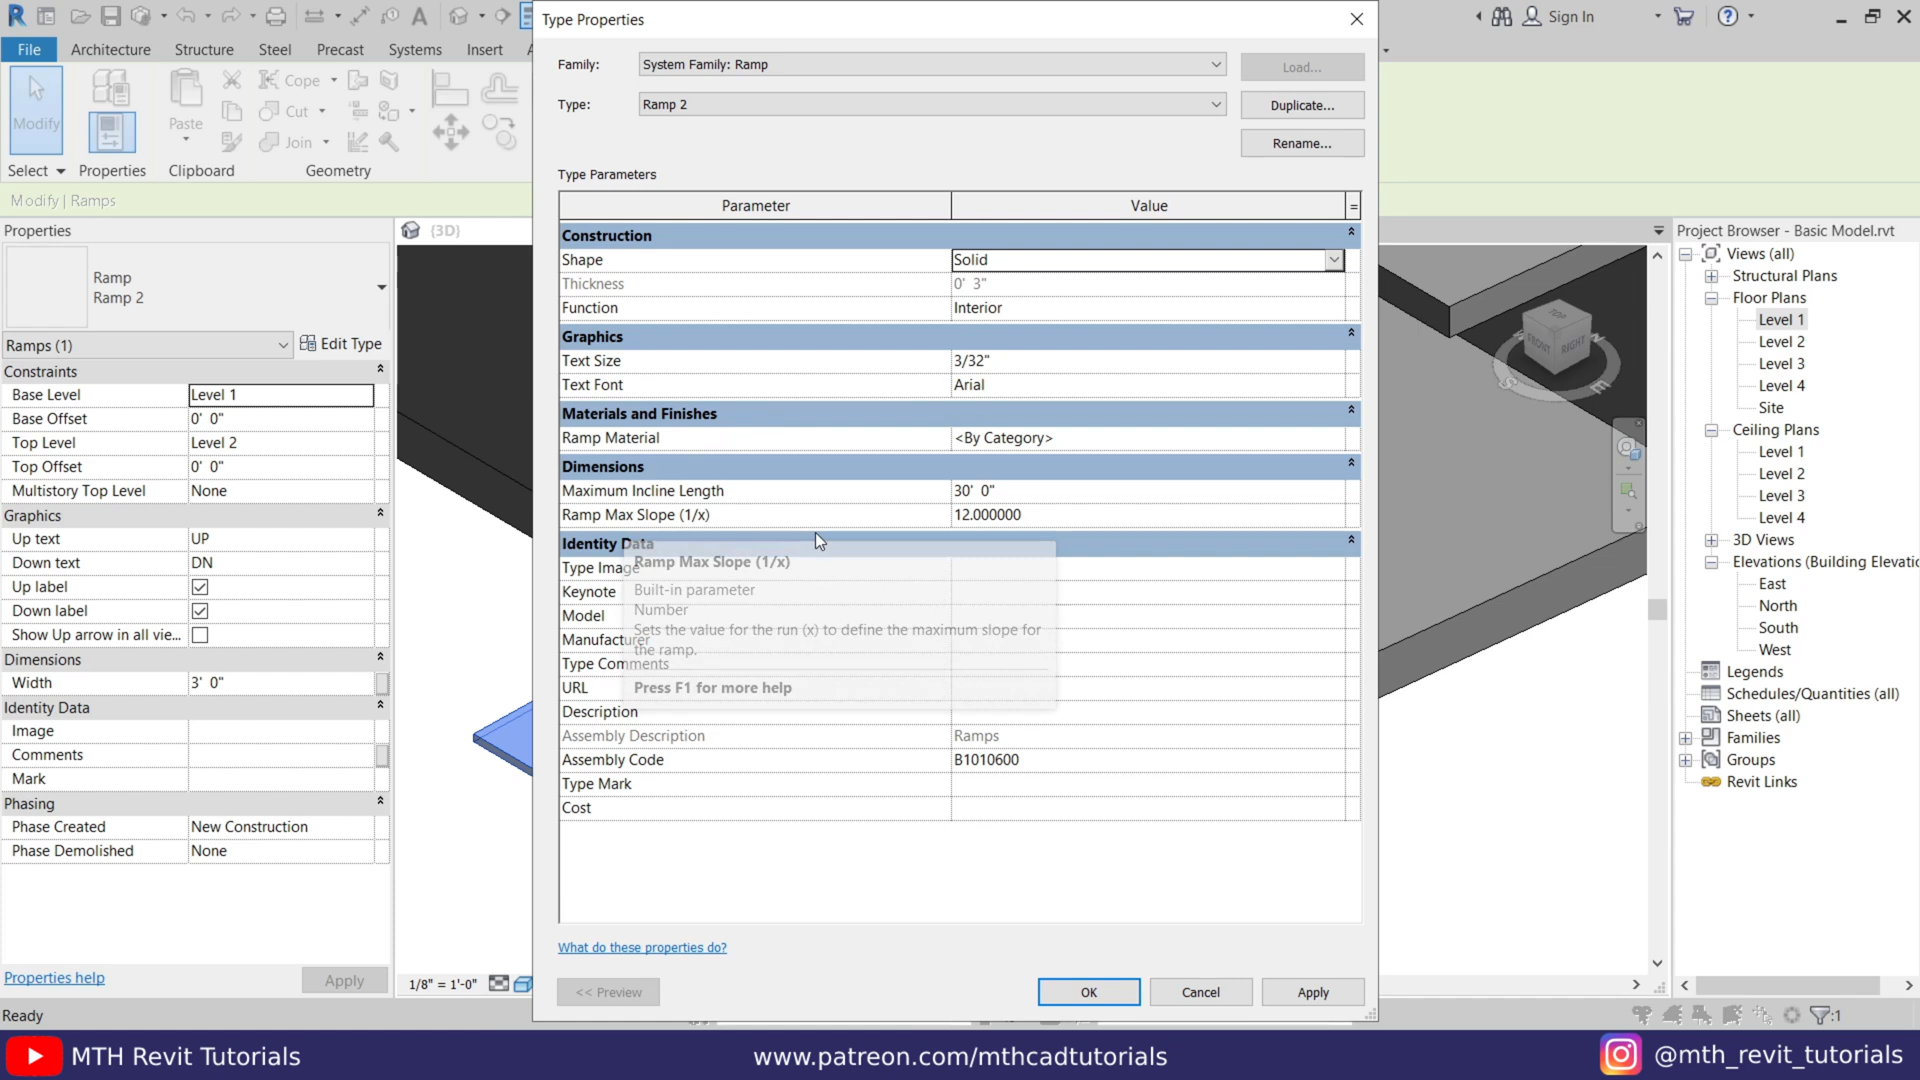 Type Properties
Sign In
File Architecture Structure Steel Precast Systems Insert
Family: System Family: Ramp Load...
Type: Ramp 2 Duplicate...
Rename...
Modify Paste Cope Cut Join
Select Properties Clipboard Geometry
Modify | Ramps
Type Parameters
Parameter Value =
Properties
{3D}
Ramp
Ramp 2
Ramps (1) Edit Type
Constraints
Base Level Level 1
Base Offset 0' 0"
Top Level Level 2
Top Offset 0' 0"
Multistory Top Level None
Graphics
Up text UP
Down text DN
Up label
Down label
Show Up arrow in all vie...
Dimensions
Width 3' 0"
Identity Data
Image
Comments
Mark
Phasing
Phase Created New Construction
Phase Demolished None
Properties help Apply
1/8" = 1'-0"
Ready
Construction
Shape Solid
Thickness 0' 3"
Function Interior
Graphics
Text Size 3/32"
Text Font Arial
Materials and Finishes
Ramp Material <By Category>
Dimensions
Maximum Incline Length 30' 0"
Ramp Max Slope (1/x) 12.000000
Identity Data
Type Image
Keynote
Model
Manufacturer
Type Comments
URL
Description
Assembly Description Ramps
Assembly Code B1010600
Type Mark
Cost
Ramp Max Slope (1/x)
Built-in parameter
Number
Sets the value for the run (x) to define the maximum slope for
the ramp.
Press F1 for more help
What do these properties do?
<< Preview OK Cancel Apply
TOP
FRONT RIGHT
S E
Project Browser - Basic Model.rvt
Views (all)
Structural Plans
Floor Plans
Level 1
Level 2
Level 3
Level 4
Site
Ceiling Plans
Level 1
Level 2
Level 3
Level 4
3D Views
Elevations (Building Elevatio
East
North
South
West
Legends
Schedules/Quantities (all)
Sheets (all)
Families
Groups
Revit Links
:1
MTH Revit Tutorials
www.patreon.com/mthcadtutorials
@mth_revit_tutorials